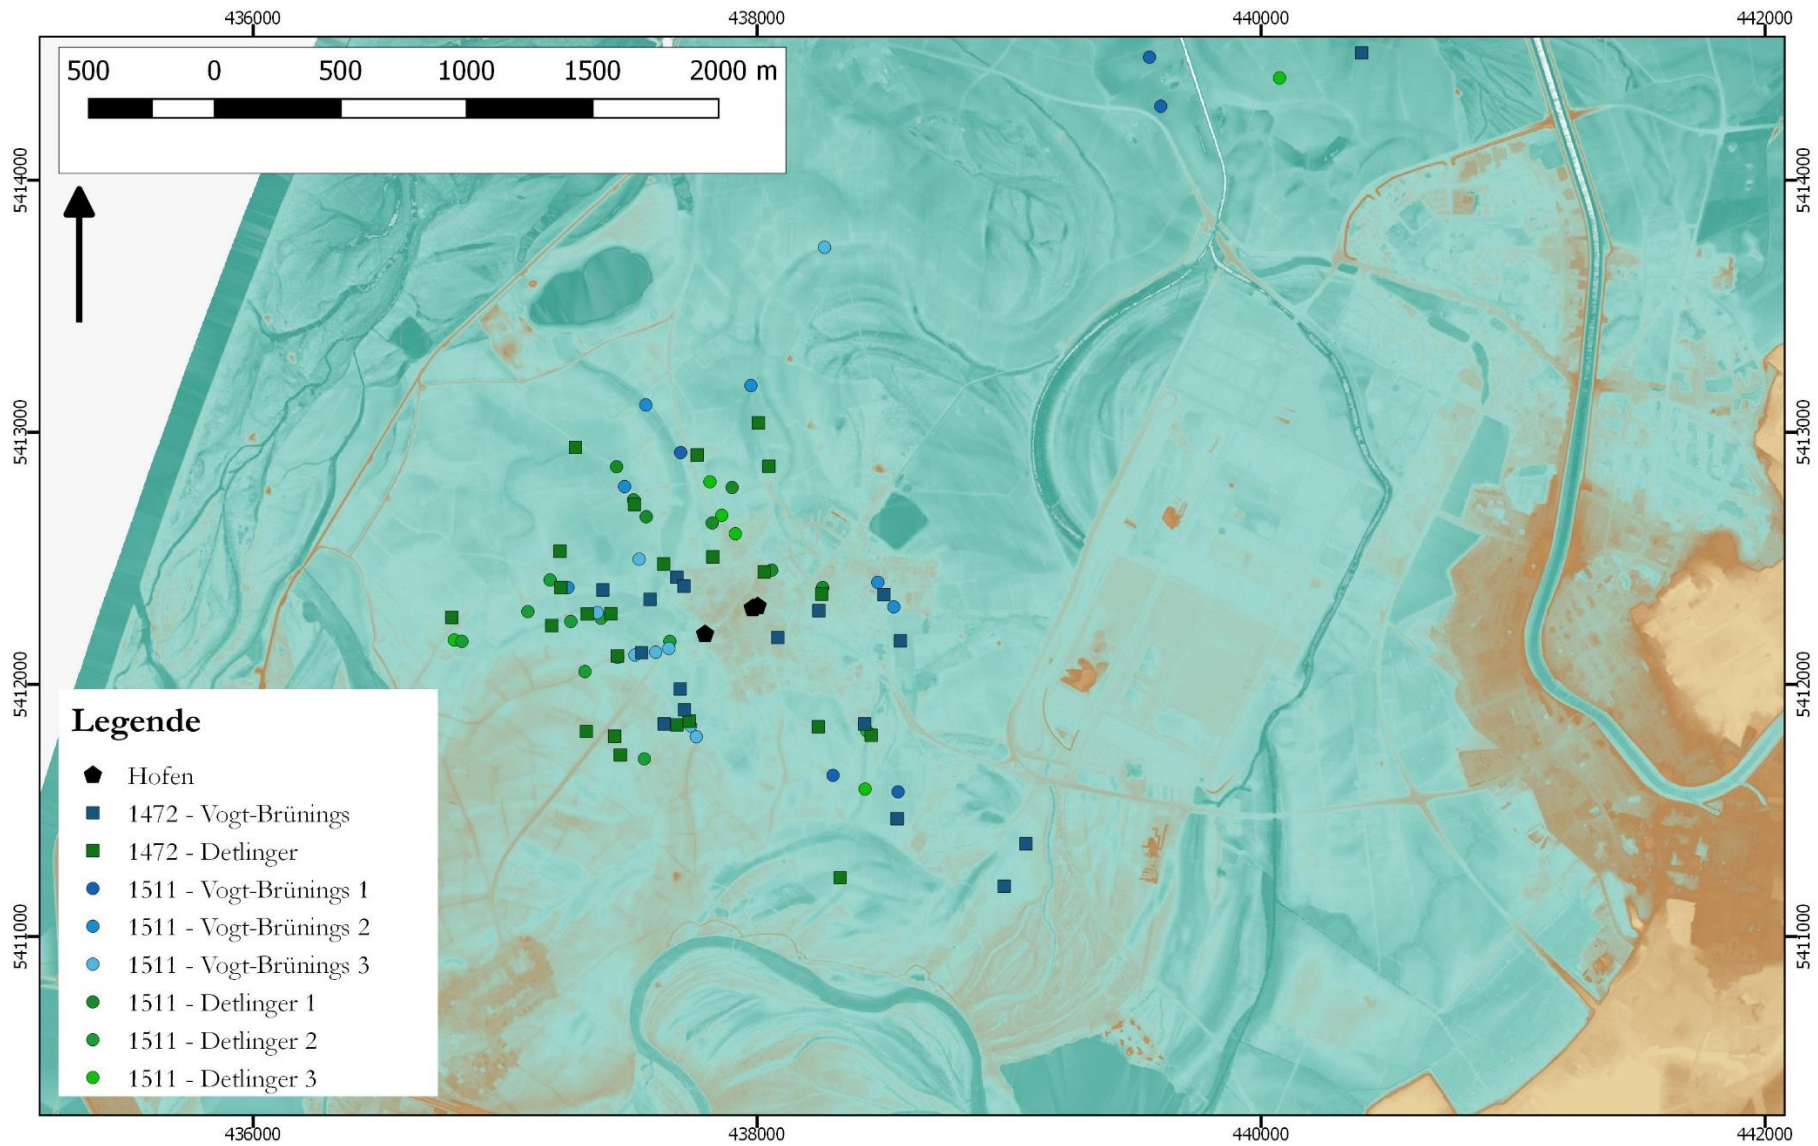 436000 438000 440000 442000
500 0 500 1000 1500 2000 m
5414000 5414000
5413000 5413000
5412000 5412000
5411000 5411000
Legende
Hofen
1472 - Vogt-Brünings
1472 - Detlinger
1511 - Vogt-Brünings 1
1511 - Vogt-Brünings 2
1511 - Vogt-Brünings 3
1511 - Detlinger 1
1511 - Detlinger 2
1511 - Detlinger 3
436000 438000 440000 442000